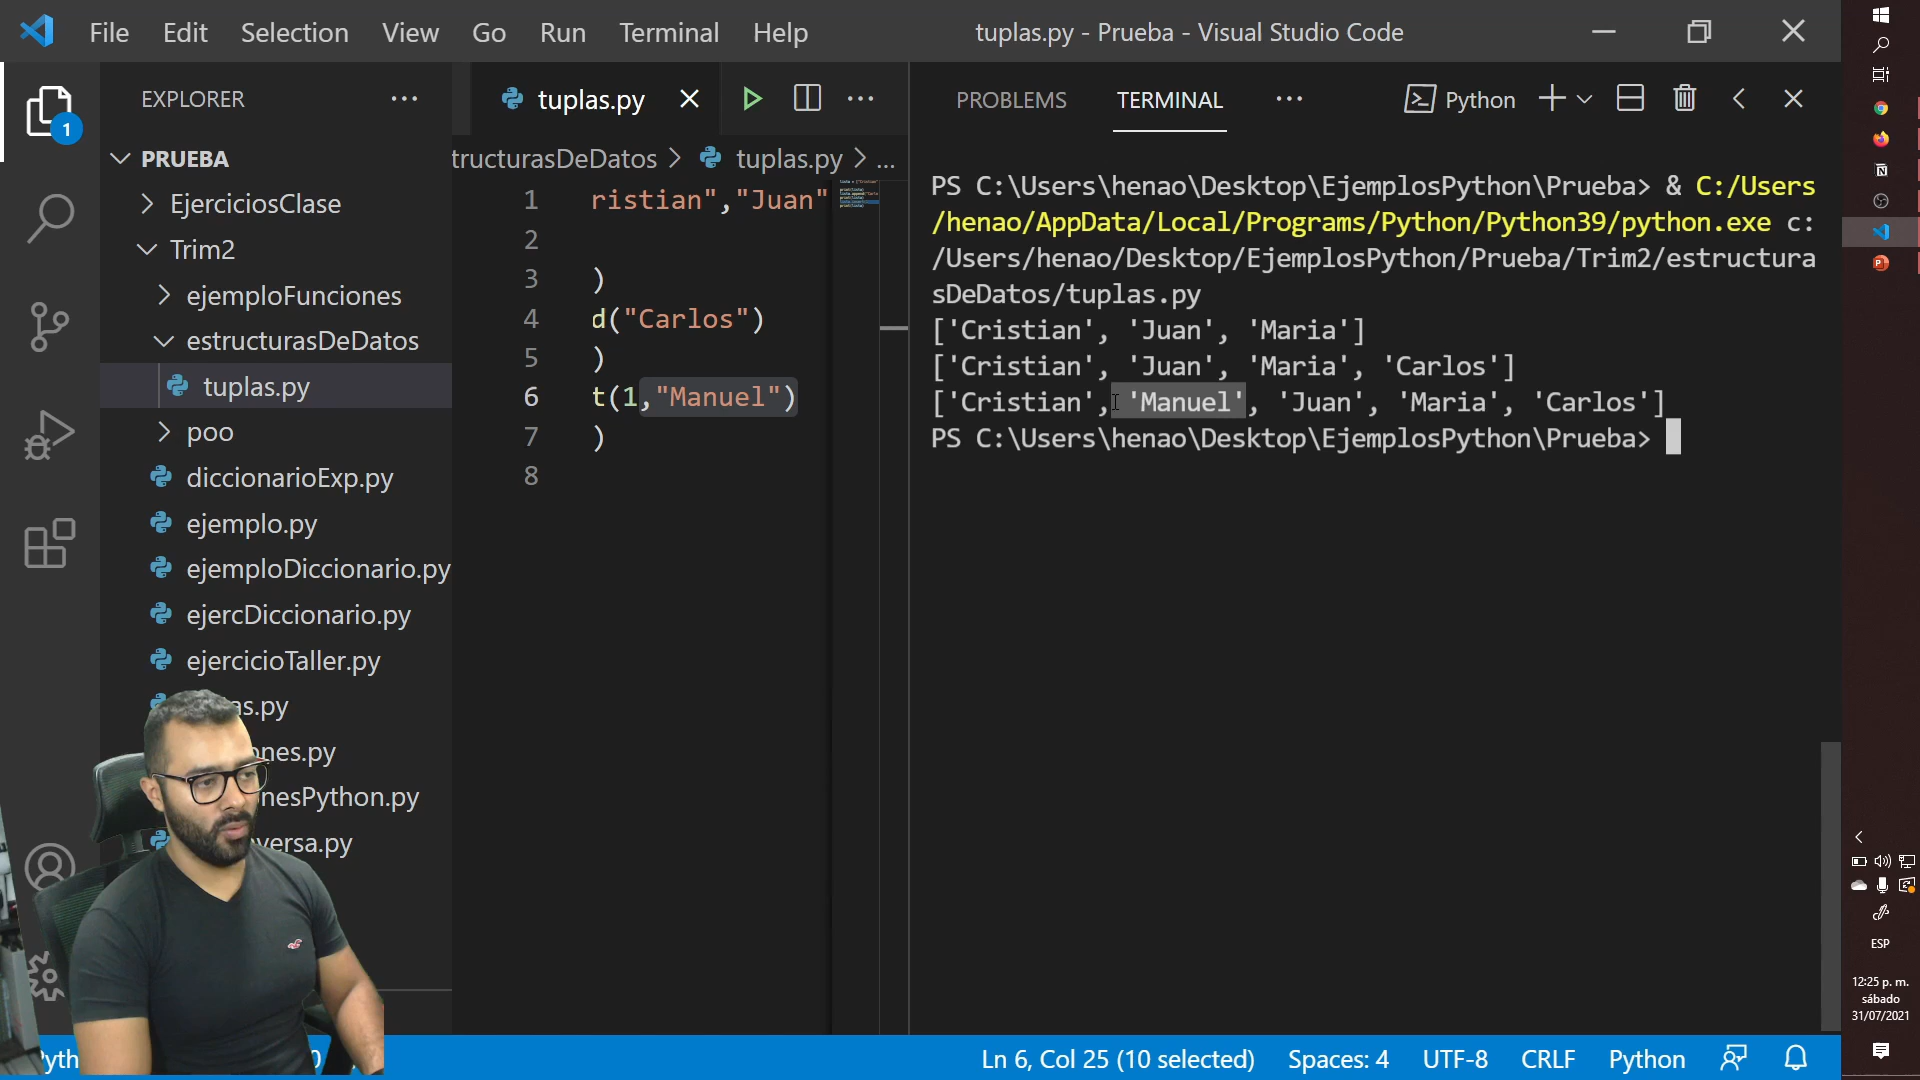 File Edit Selection View Go Run Terminal Help
tuplas.py - Prueba - Visual Studio Code
EXPLORER
1
PRUEBA
EjerciciosClase
Trim2
ejemploFunciones
estructurasDeDatos
tuplas.py
poo
diccionarioExp.py
ejemplo.py
ejemploDiccionario.py
ejercDiccionario.py
ejercicioTaller.py
as.py
nes.py
nesPython.py
versa.py
tuplas.py
tructurasDeDatos > tuplas.py > ...
1 ristian","Juan"
2
3 )
4 d("Carlos")
5 )
6 t(1,"Manuel")
7 )
8
PROBLEMS TERMINAL
Python
PS C:\Users\henao\Desktop\EjemplosPython\Prueba> & C:/Users
/henao/AppData/Local/Programs/Python/Python39/python.exe c:
/Users/henao/Desktop/EjemplosPython/Prueba/Trim2/estructura
sDeDatos/tuplas.py
['Cristian', 'Juan', 'Maria']
['Cristian', 'Juan', 'Maria', 'Carlos']
['Cristian', 'Manuel', 'Juan', 'Maria', 'Carlos']
PS C:\Users\henao\Desktop\EjemplosPython\Prueba>
Ln 6, Col 25 (10 selected) Spaces: 4 UTF-8 CRLF Python
ESP
12:25 p. m.
sábado
31/07/2021